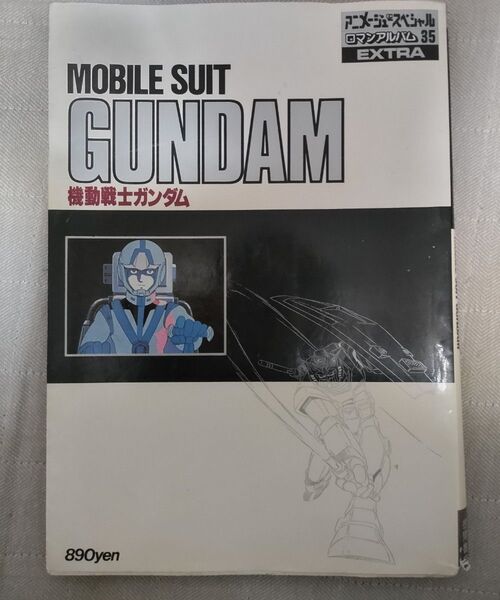 アニメージュ・スペシャル
ロマンアルバム 35
EXTRA
MOBILE SUIT
GUNDAM
機動戦士ガンダム
890yen